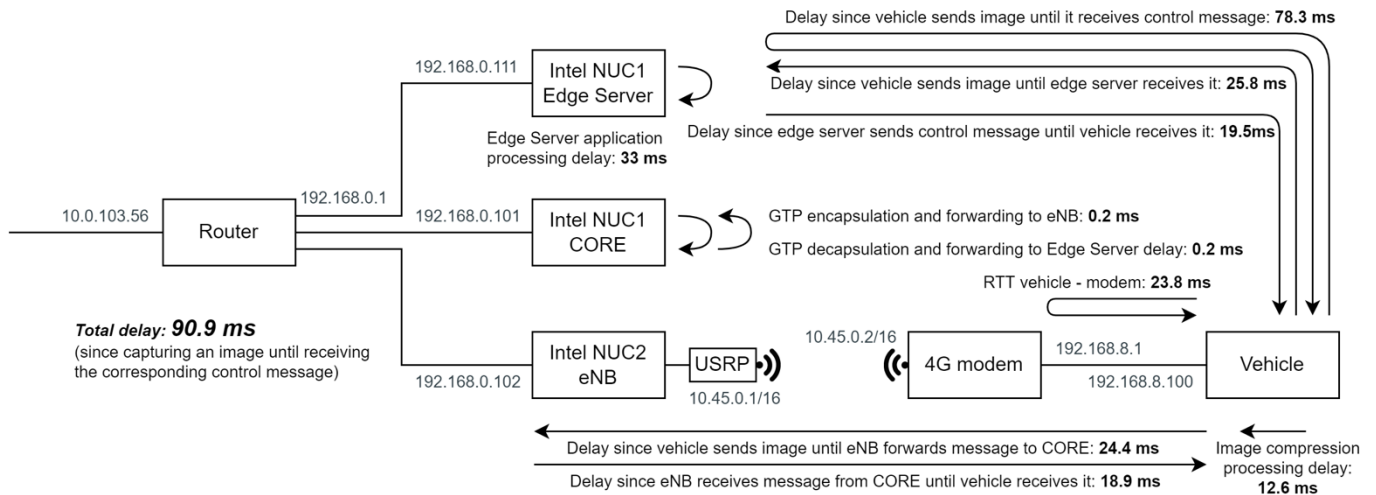 Delay since vehicle sends image until it receives control message: 78.3 ms
192.168.0.111
Intel NUC1
Edge Server
Delay since vehicle sends image until edge server receives it: 25.8 ms
Delay since edge server sends control message until vehicle receives it: 19.5ms
Edge Server application
processing delay: 33 ms
10.0.103.56
Router
192.168.0.1
192.168.0.101
Intel NUC1
CORE
GTP encapsulation and forwarding to eNB: 0.2 ms
GTP decapsulation and forwarding to Edge Server delay: 0.2 ms
RTT vehicle - modem: 23.8 ms
Total delay: 90.9 ms
(since capturing an image until receiving
the corresponding control message)
192.168.0.102
Intel NUC2
eNB
USRP
10.45.0.1/16
10.45.0.2/16
4G modem
192.168.8.1
192.168.8.100
Vehicle
Delay since vehicle sends image until eNB forwards message to CORE: 24.4 ms
Delay since eNB receives message from CORE until vehicle receives it: 18.9 ms
Image compression
processing delay:
12.6 ms